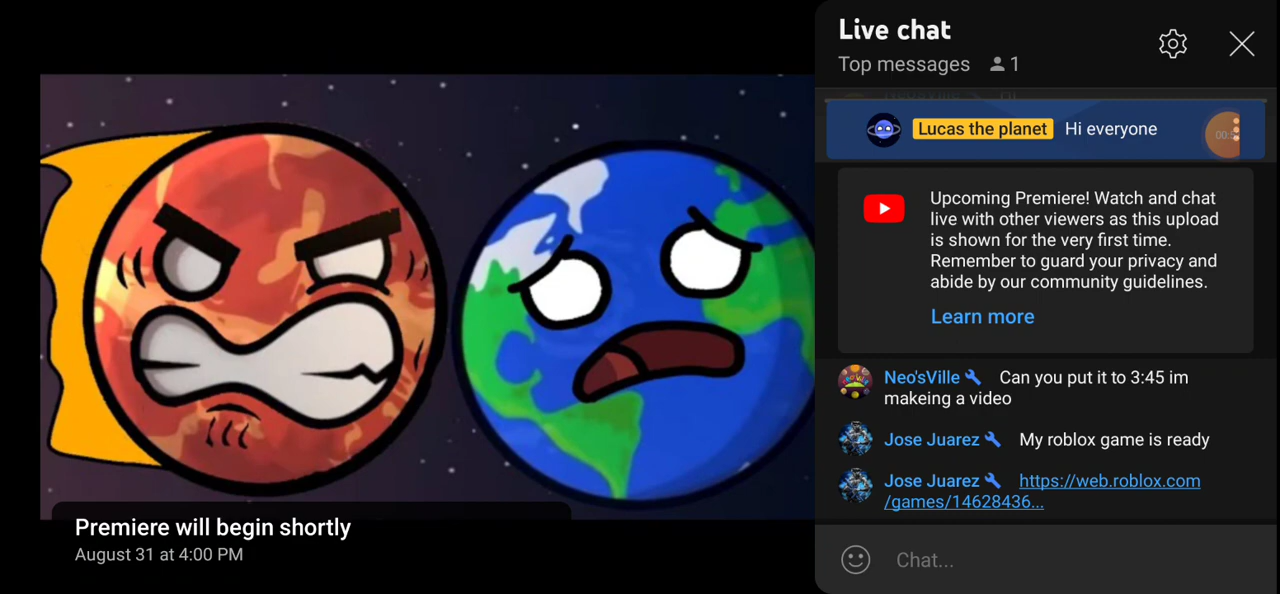 Live chat
Top messages 1
Lucas the planet Hi everyone
Upcoming Premiere! Watch and chat
live with other viewers as this upload
is shown for the very first time.
Remember to guard your privacy and
abide by our community guidelines.
Learn more
Neo'sVille Can you put it to 3:45 im
makeing a video
Jose Juarez My roblox game is ready
Jose Juarez https://web.roblox.com
/games/14628436...
Chat...
Premiere will begin shortly
August 31 at 4:00 PM